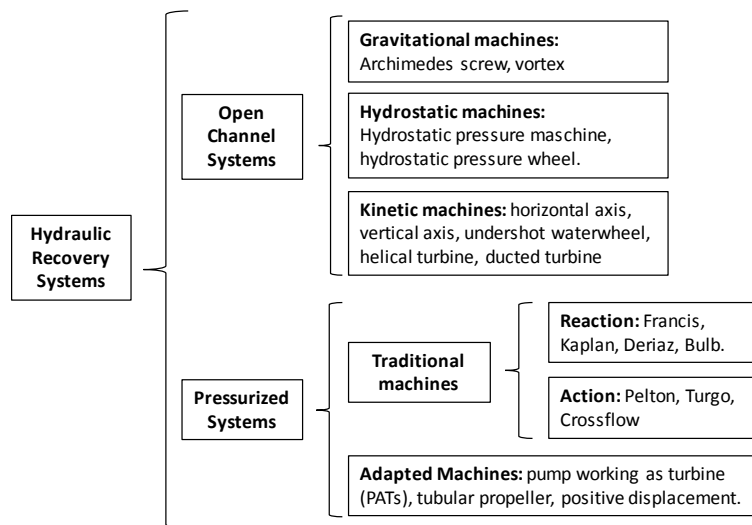 Hydraulic
Recovery
Systems
Open
Channel
Systems
Gravitational machines:
Archimedes screw, vortex
Hydrostatic machines:
Hydrostatic pressure maschine,
hydrostatic pressure wheel.
Kinetic machines: horizontal axis,
vertical axis, undershot waterwheel,
helical turbine, ducted turbine
Pressurized
Systems
Traditional
machines
Reaction: Francis,
Kaplan, Deriaz, Bulb.
Action: Pelton, Turgo,
Crossflow
Adapted Machines: pump working as turbine
(PATs), tubular propeller, positive displacement.